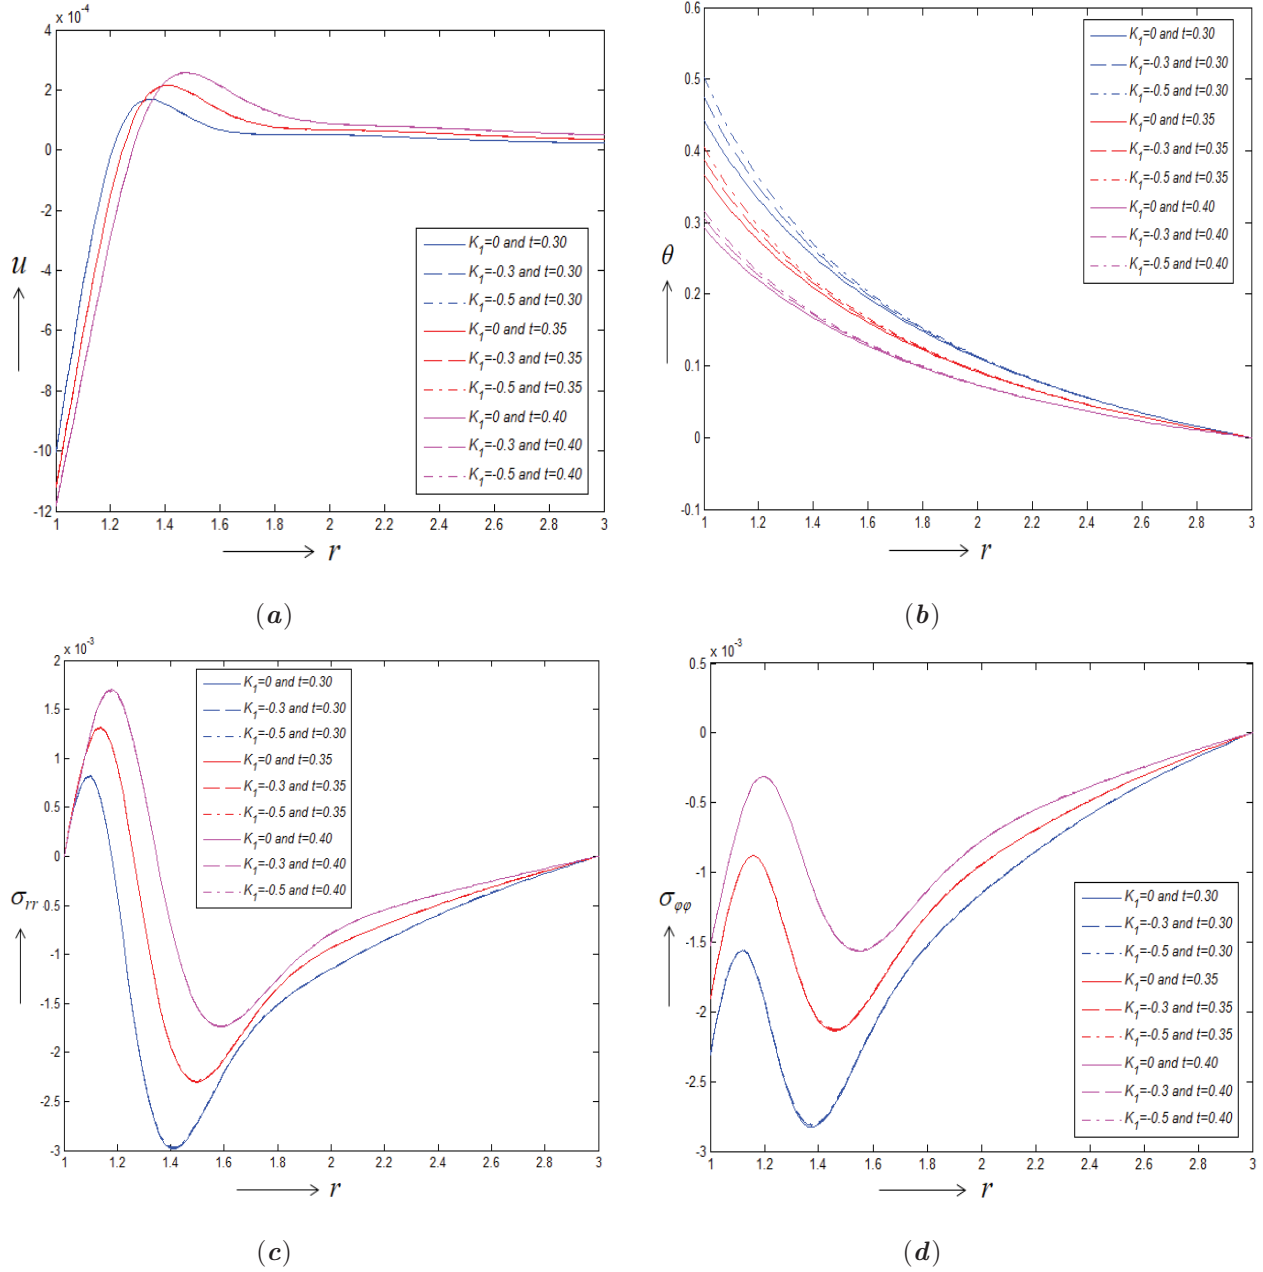 x 10⁻⁴
4
2
0
-2
-4
-6
-8
-10
-12
u
K₁=0 and t=0.30
K₁=-0.3 and t=0.30
K₁=-0.5 and t=0.30
K₁=0 and t=0.35
K₁=-0.3 and t=0.35
K₁=-0.5 and t=0.35
K₁=0 and t=0.40
K₁=-0.3 and t=0.40
K₁=-0.5 and t=0.40
1 1.2 1.4 1.6 1.8 2 2.2 2.4 2.6 2.8 3
r
(a)
0.6
0.5
0.4
0.3
0.2
0.1
0
-0.1
θ
K₁=0 and t=0.30
K₁=-0.3 and t=0.30
K₁=-0.5 and t=0.30
K₁=0 and t=0.35
K₁=-0.3 and t=0.35
K₁=-0.5 and t=0.35
K₁=0 and t=0.40
K₁=-0.3 and t=0.40
K₁=-0.5 and t=0.40
1 1.2 1.4 1.6 1.8 2 2.2 2.4 2.6 2.8 3
r
(b)
x 10⁻³
2
1.5
1
0.5
0
-0.5
-1
-1.5
-2
-2.5
-3
σrr
K₁=0 and t=0.30
K₁=-0.3 and t=0.30
K₁=-0.5 and t=0.30
K₁=0 and t=0.35
K₁=-0.3 and t=0.35
K₁=-0.5 and t=0.35
K₁=0 and t=0.40
K₁=-0.3 and t=0.40
K₁=-0.5 and t=0.40
1 1.2 1.4 1.6 1.8 2 2.2 2.4 2.6 2.8 3
r
(c)
x 10⁻³
0.5
0
-0.5
-1
-1.5
-2
-2.5
-3
σφφ
K₁=0 and t=0.30
K₁=-0.3 and t=0.30
K₁=-0.5 and t=0.30
K₁=0 and t=0.35
K₁=-0.3 and t=0.35
K₁=-0.5 and t=0.35
K₁=0 and t=0.40
K₁=-0.3 and t=0.40
K₁=-0.5 and t=0.40
1 1.2 1.4 1.6 1.8 2 2.2 2.4 2.6 2.8 3
r
(d)